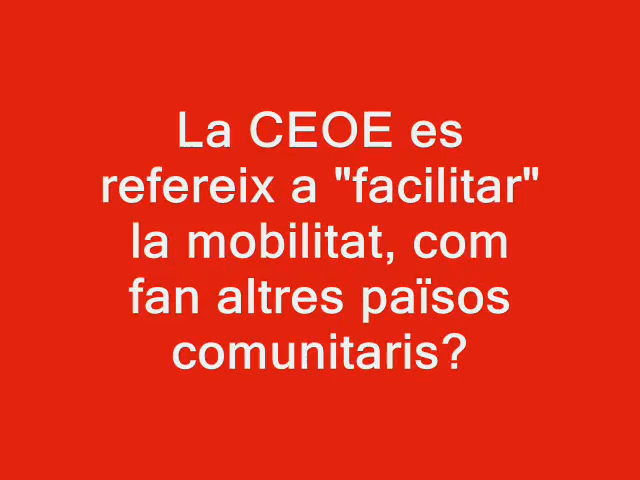 La CEOE es
refereix a "facilitar"
la mobilitat, com
fan altres països
comunitaris?